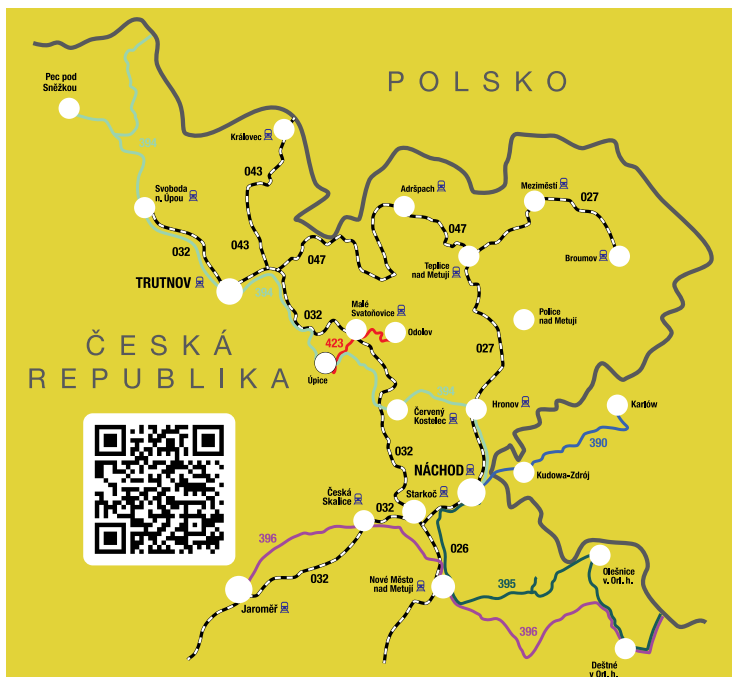 Pec pod
Sněžkou
POLSKO
394
Královec
043
Svoboda
n. Úpou
Adršpach
Meziměstí
027
032
043
047
047
TRUTNOV
Teplice
nad Metují
Broumov
394
032
Malé
Svatoňovice
Odolov
Police
nad Metují
ČESKÁ
REPUBLIKA
423
027
Úpice
394
Červený
Kostelec
Hronov
Karlów
390
032
NÁCHOD
Kudowa-Zdrój
Česká
Skalice
Starkoč
032
396
026
032
Nové Město
nad Metují
395
Olešnice
v. Orl. h.
Jaroměř
396
Deštné
v Orl. h.